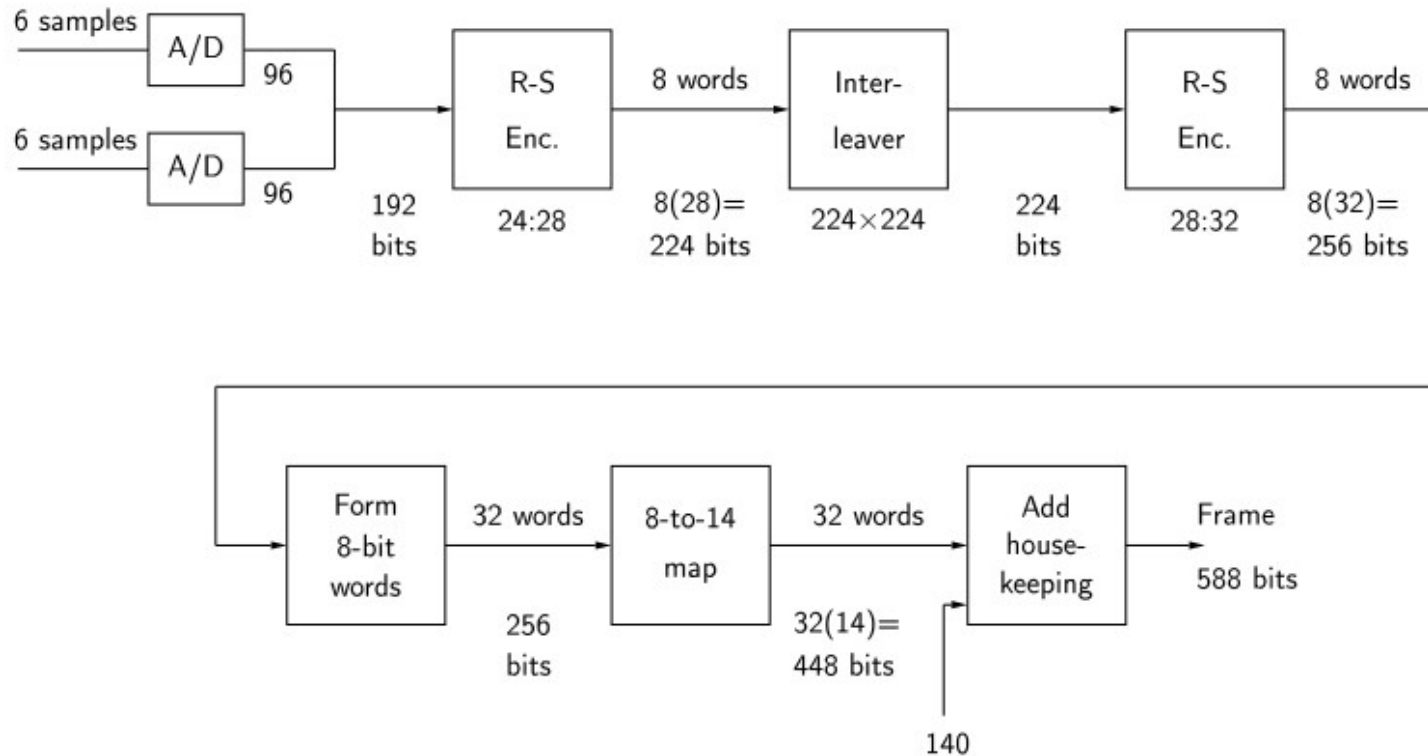 6 samples
A/D
96
6 samples
A/D
96
192
bits
R-S
Enc.
24:28
8 words
8(28)=
224 bits
Inter-
leaver
224×224
224
bits
R-S
Enc.
28:32
8 words
8(32)=
256 bits
Form
8-bit
words
32 words
256
bits
8-to-14
map
32 words
32(14)=
448 bits
Add
house-
keeping
140
Frame
588 bits